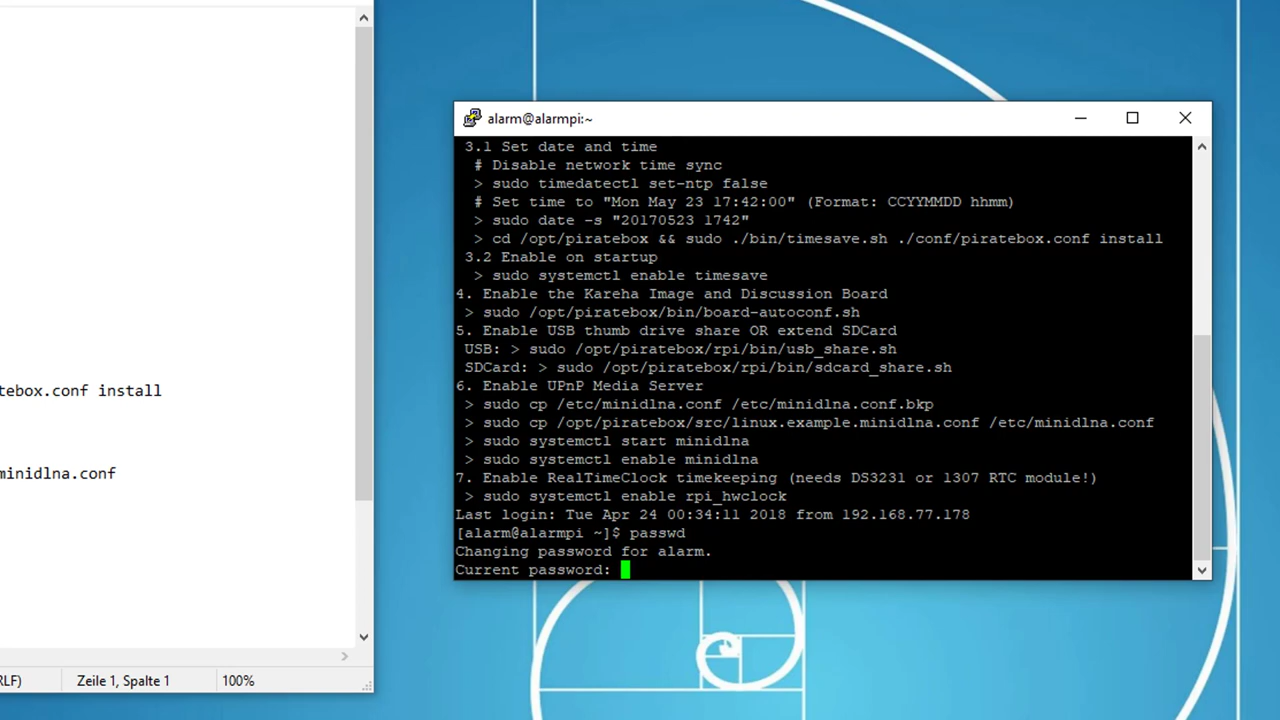 tebox.conf install
minidlna.conf
RLF)
Zeile 1, Spalte 1
100%
alarm@alarmpi:~
3.1 Set date and time
# Disable network time sync
> sudo timedatectl set-ntp false
# Set time to "Mon May 23 17:42:00" (Format: CCYYMMDD hhmm)
> sudo date -s "20170523 1742"
> cd /opt/piratebox && sudo ./bin/timesave.sh ./conf/piratebox.conf install
3.2 Enable on startup
> sudo systemctl enable timesave
4. Enable the Kareha Image and Discussion Board
> sudo /opt/piratebox/bin/board-autoconf.sh
5. Enable USB thumb drive share OR extend SDCard
USB: > sudo /opt/piratebox/rpi/bin/usb_share.sh
SDCard: > sudo /opt/piratebox/rpi/bin/sdcard_share.sh
6. Enable UPnP Media Server
> sudo cp /etc/minidlna.conf /etc/minidlna.conf.bkp
> sudo cp /opt/piratebox/src/linux.example.minidlna.conf /etc/minidlna.conf
> sudo systemctl start minidlna
> sudo systemctl enable minidlna
7. Enable RealTimeClock timekeeping (needs DS3231 or 1307 RTC module!)
> sudo systemctl enable rpi_hwclock
Last login: Tue Apr 24 00:34:11 2018 from 192.168.77.178
[alarm@alarmpi ~]$ passwd
Changing password for alarm.
Current password: